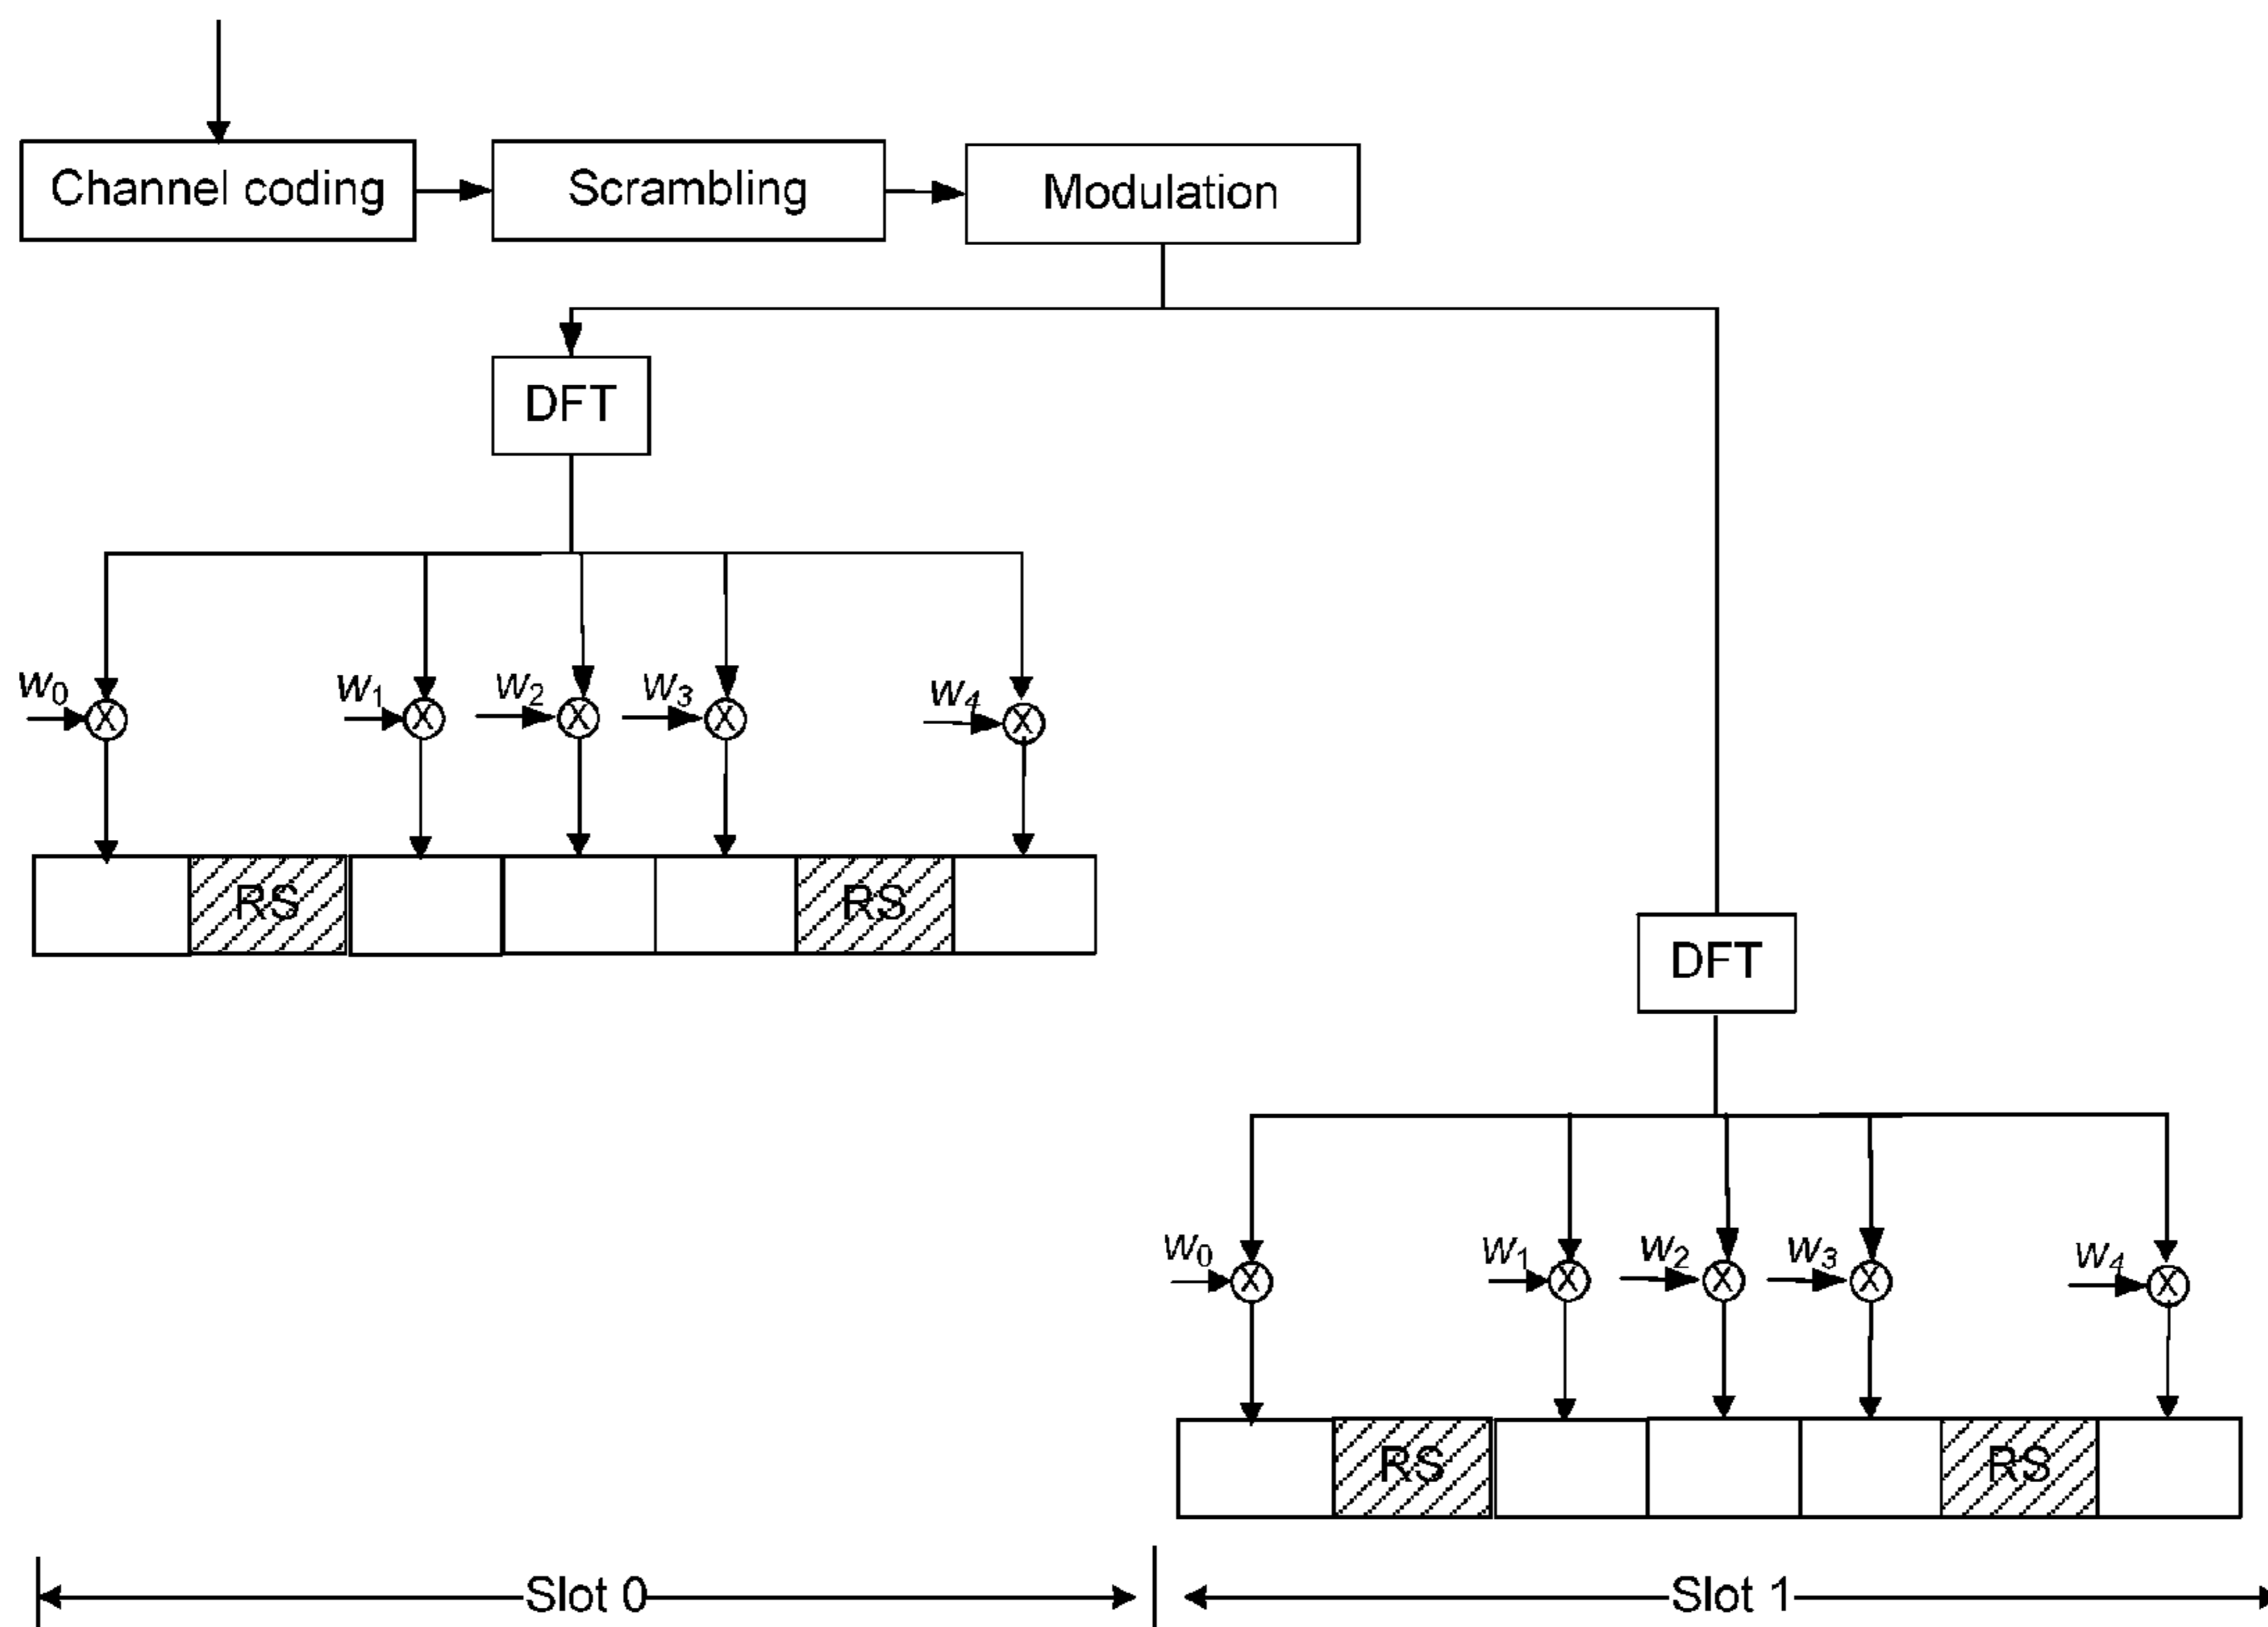 Channel coding
Scrambling
Modulation
DFT
w0
w1
w2
w3
w4
X
X
X
X
X
RS
RS
DFT
w0
w1
w2
w3
w4
X
X
X
X
X
RS
RS
Slot 0
Slot 1